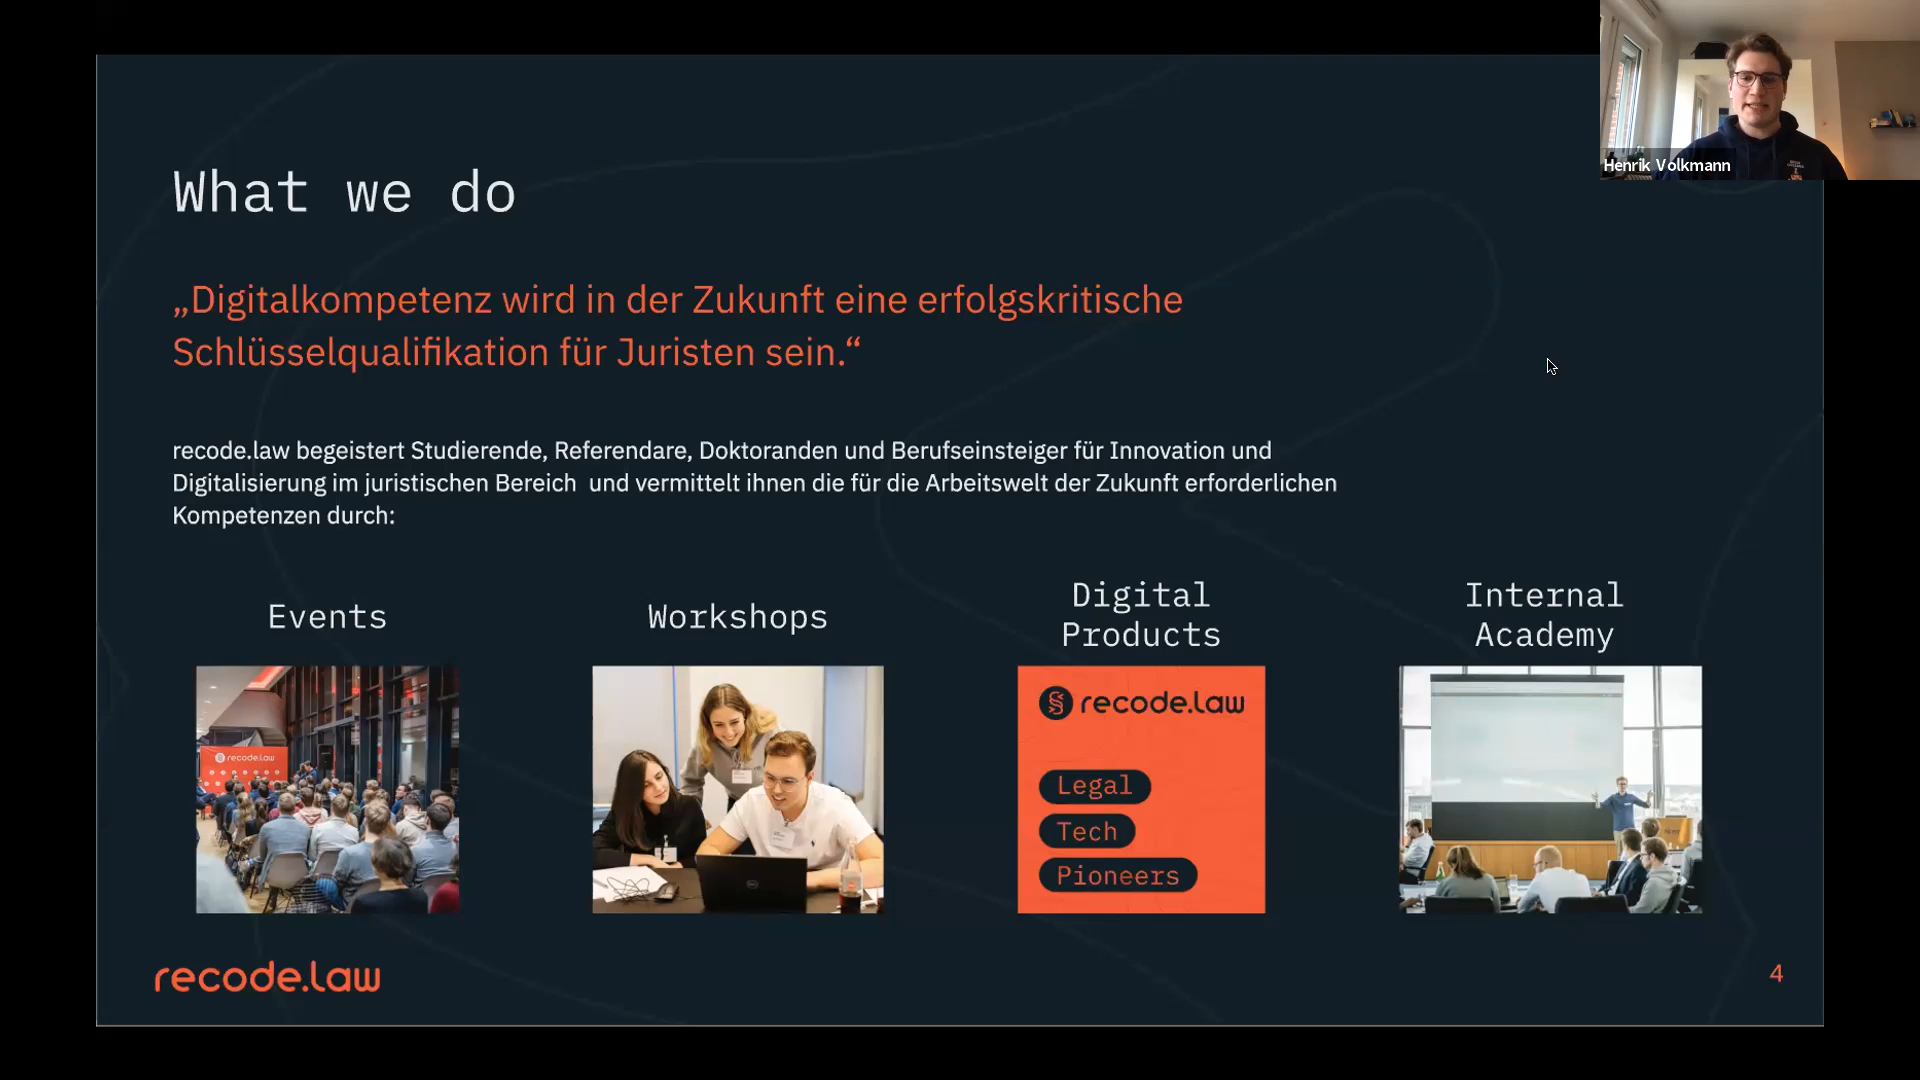 Henrik Volkmann
What we do
„Digitalkompetenz wird in der Zukunft eine erfolgskritische
Schlüsselqualifikation für Juristen sein.“
recode.law begeistert Studierende, Referendare, Doktoranden und Berufseinsteiger für Innovation und
Digitalisierung im juristischen Bereich  und vermittelt ihnen die für die Arbeitswelt der Zukunft erforderlichen
Kompetenzen durch:
Events
Workshops
Digital
Products
Internal
Academy
recode.law
recode.law
Legal
Tech
Pioneers
recode.law
4